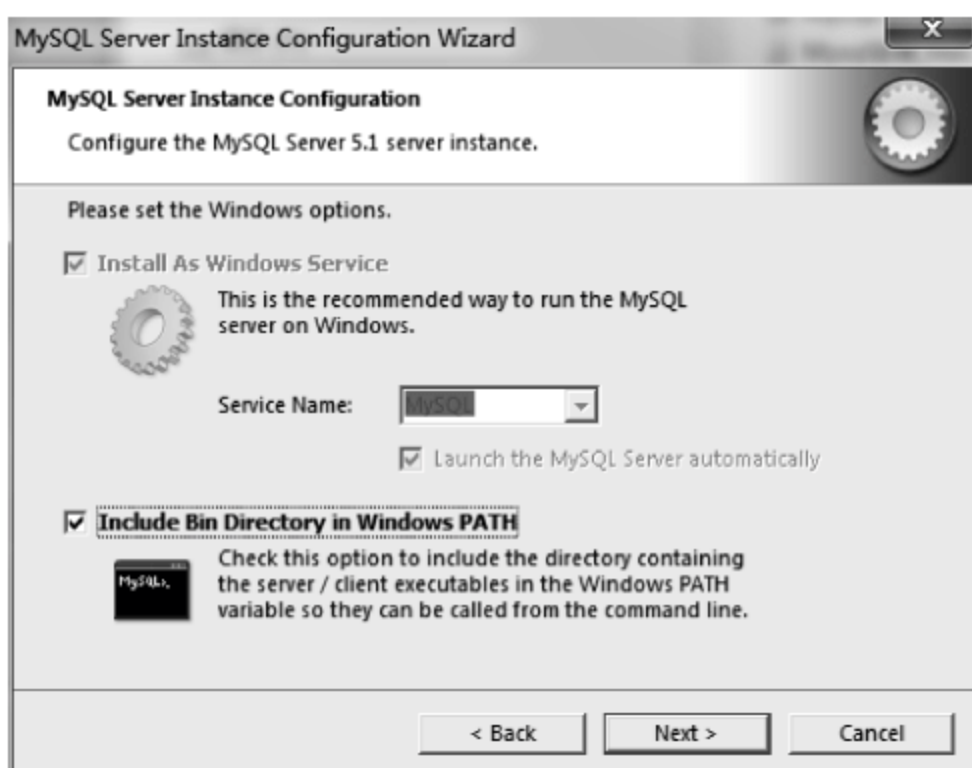 MySQL Server Instance Configuration Wizard
MySQL Server Instance Configuration
Configure the MySQL Server 5.1 server instance.
Please set the Windows options.
Install As Windows Service
This is the recommended way to run the MySQL
server on Windows.
Service Name:
MySQL
Launch the MySQL Server automatically
Include Bin Directory in Windows PATH
Check this option to include the directory containing
the server / client executables in the Windows PATH
variable so they can be called from the command line.
MySQL>_
< Back
Next >
Cancel